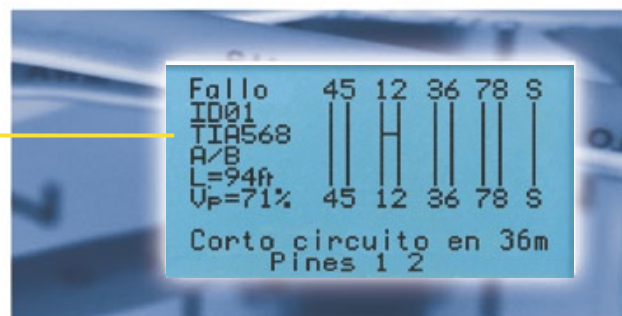 Fallo 45 12 36 78 S
ID01
TIA568
A/B
L=94ft
Vp=71% 45 12 36 78 S
Corto circuito en 36m
Pines 1 2